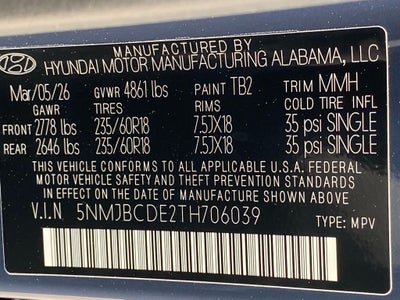 MANUFACTURED BY
HYUNDAI MOTOR MANUFACTURING ALABAMA, LLC
Mar/05/26 GVWR 4861 lbs PAINT TB2 TRIM MMH
GAWR TIRES RIMS COLD TIRE INFL
FRONT 2778 lbs 235/60R18 7.5JX18 35 psi SINGLE
REAR 2646 lbs 235/60R18 7.5JX18 35 psi SINGLE
THIS VEHICLE CONFORMS TO ALL APPLICABLE U.S.A. FEDERAL
MOTOR VEHICLE SAFETY AND THEFT PREVENTION STANDARDS
IN EFFECT ON THE DATE OF MANUFACTURE SHOWN ABOVE.
V.I.N 5NMJBCDE2TH706039 TYPE: MPV